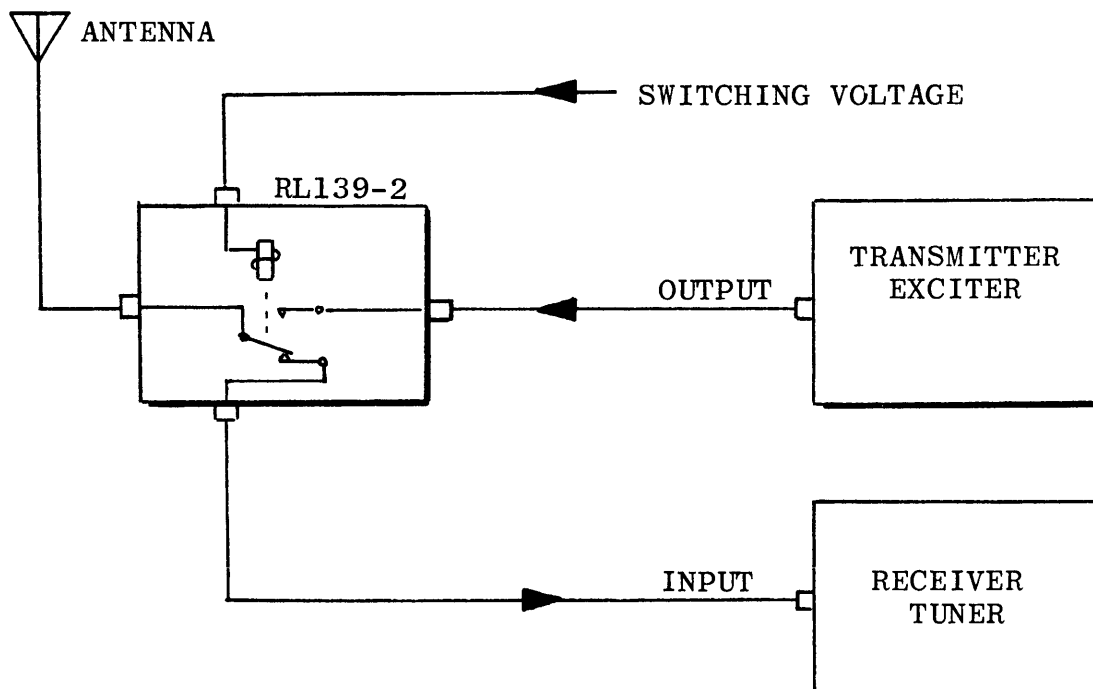 ANTENNA
SWITCHING VOLTAGE
RL139-2
TRANSMITTER
EXCITER
OUTPUT
INPUT
RECEIVER
TUNER